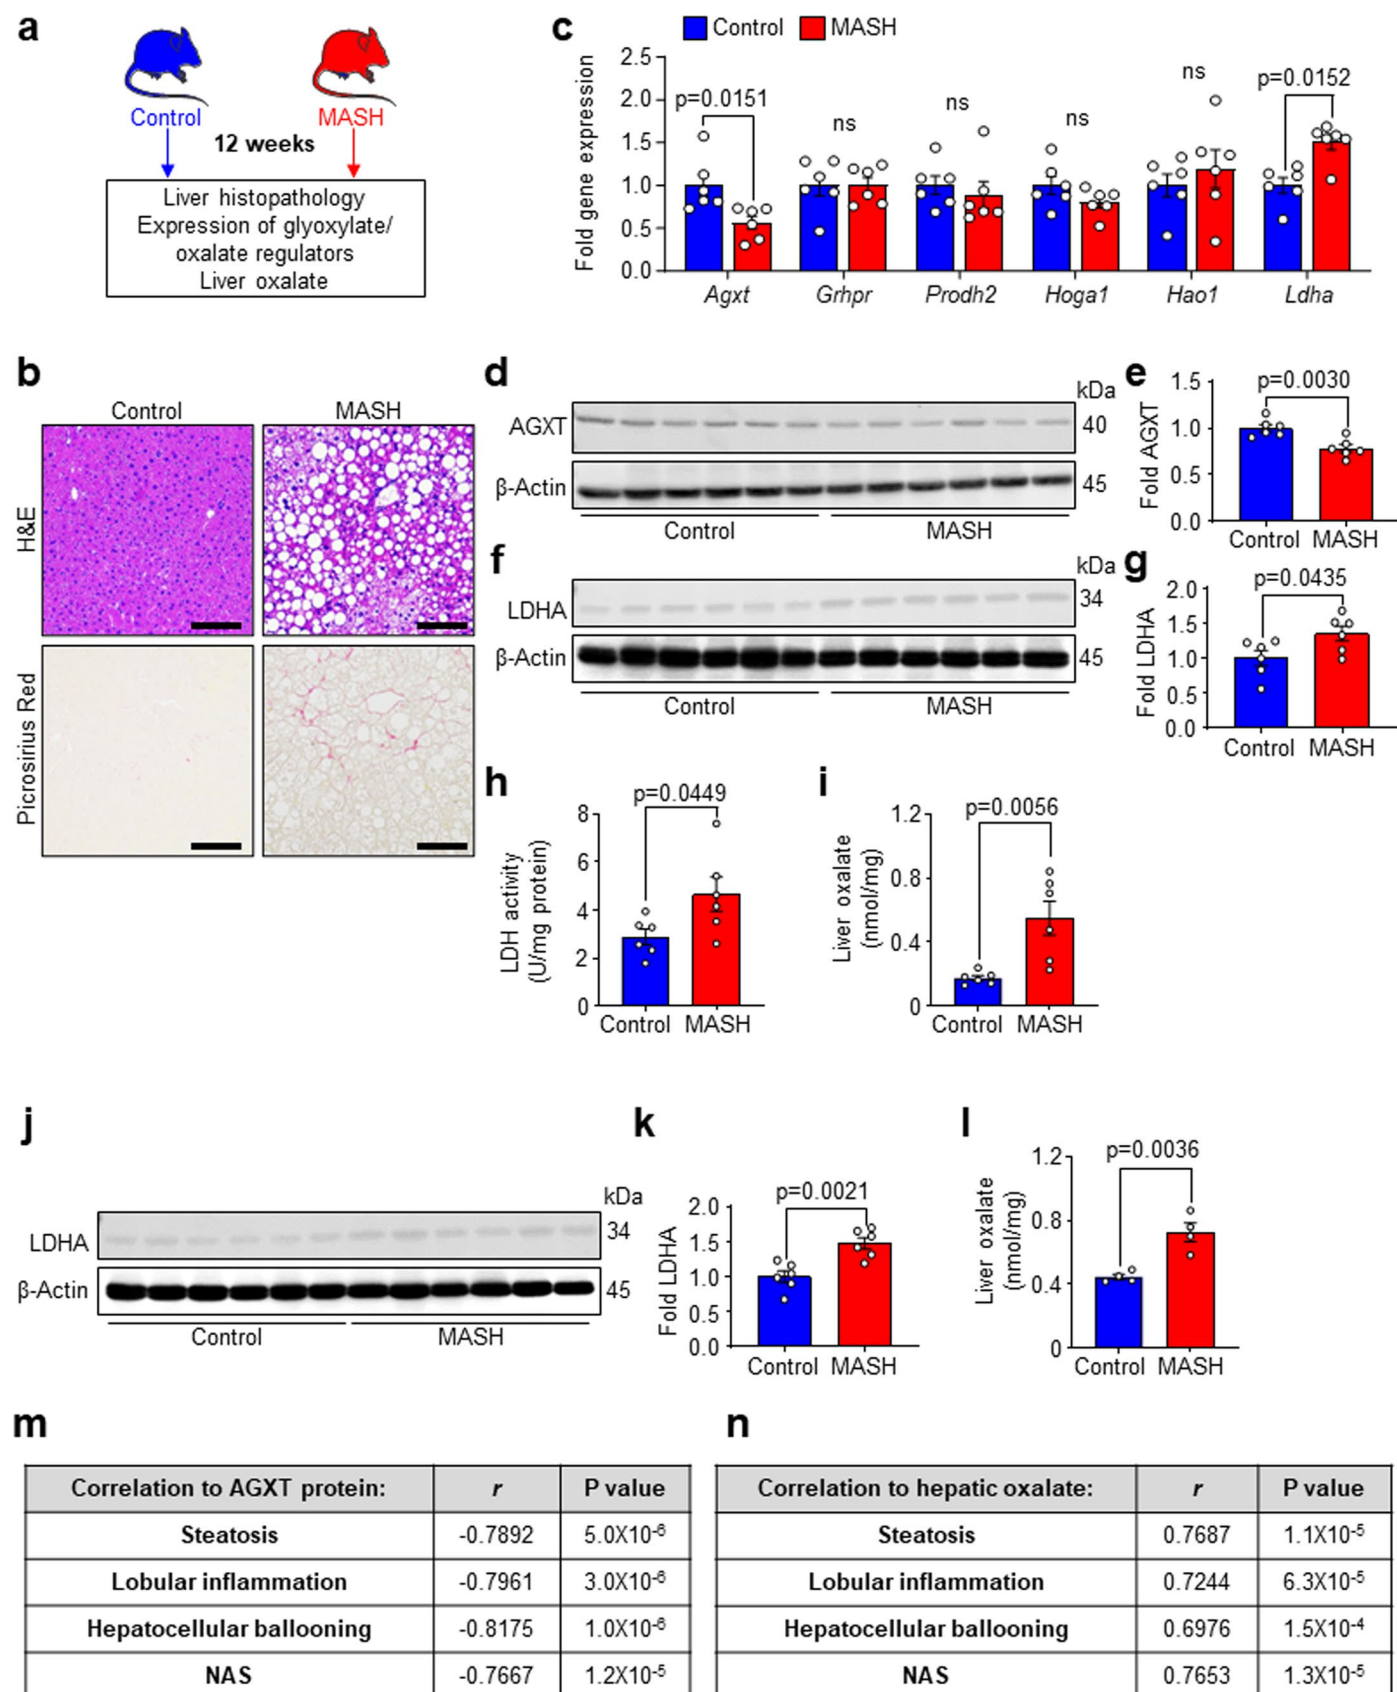 a
Control
MASH
12 weeks
Liver histopathology
Expression of glyoxylate/
oxalate regulators
Liver oxalate
c
Control
MASH
Fold gene expression
2.5
2.0
1.5
1.0
0.5
0.0
p=0.0151
ns
ns
ns
ns
p=0.0152
Agxt
Grhpr
Prodh2
Hoga1
Hao1
Ldha
b
Control
MASH
H&E
Picrosirius Red
d
kDa
AGXT
40
β-Actin
45
Control
MASH
e
Fold AGXT
1.5
1.0
0.5
0.0
p=0.0030
Control
MASH
f
kDa
LDHA
34
β-Actin
45
Control
MASH
g
Fold LDHA
2.0
1.5
1.0
0.5
0.0
p=0.0435
Control
MASH
h
LDH activity
(U/mg protein)
8
6
4
2
0
p=0.0449
Control
MASH
i
Liver oxalate
(nmol/mg)
1.2
0.8
0.4
0
p=0.0056
Control
MASH
j
kDa
LDHA
34
β-Actin
45
Control
MASH
k
Fold LDHA
2.0
1.5
1.0
0.5
0.0
p=0.0021
Control
MASH
l
Liver oxalate
(nmol/mg)
1.2
0.8
0.4
0
p=0.0036
Control
MASH
m
Correlation to AGXT protein: r P value
Steatosis -0.7892 5.0X10⁻⁶
Lobular inflammation -0.7961 3.0X10⁻⁶
Hepatocellular ballooning -0.8175 1.0X10⁻⁶
NAS -0.7667 1.2X10⁻⁵
n
Correlation to hepatic oxalate: r P value
Steatosis 0.7687 1.1X10⁻⁵
Lobular inflammation 0.7244 6.3X10⁻⁵
Hepatocellular ballooning 0.6976 1.5X10⁻⁴
NAS 0.7653 1.3X10⁻⁵